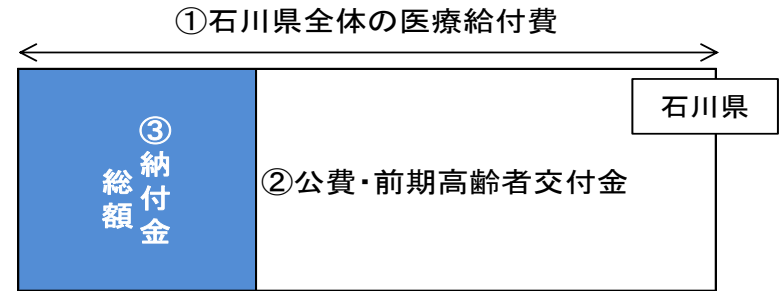 ①石川県全体の医療給付費
石川県
③納付金
総額
②公費・前期高齢者交付金